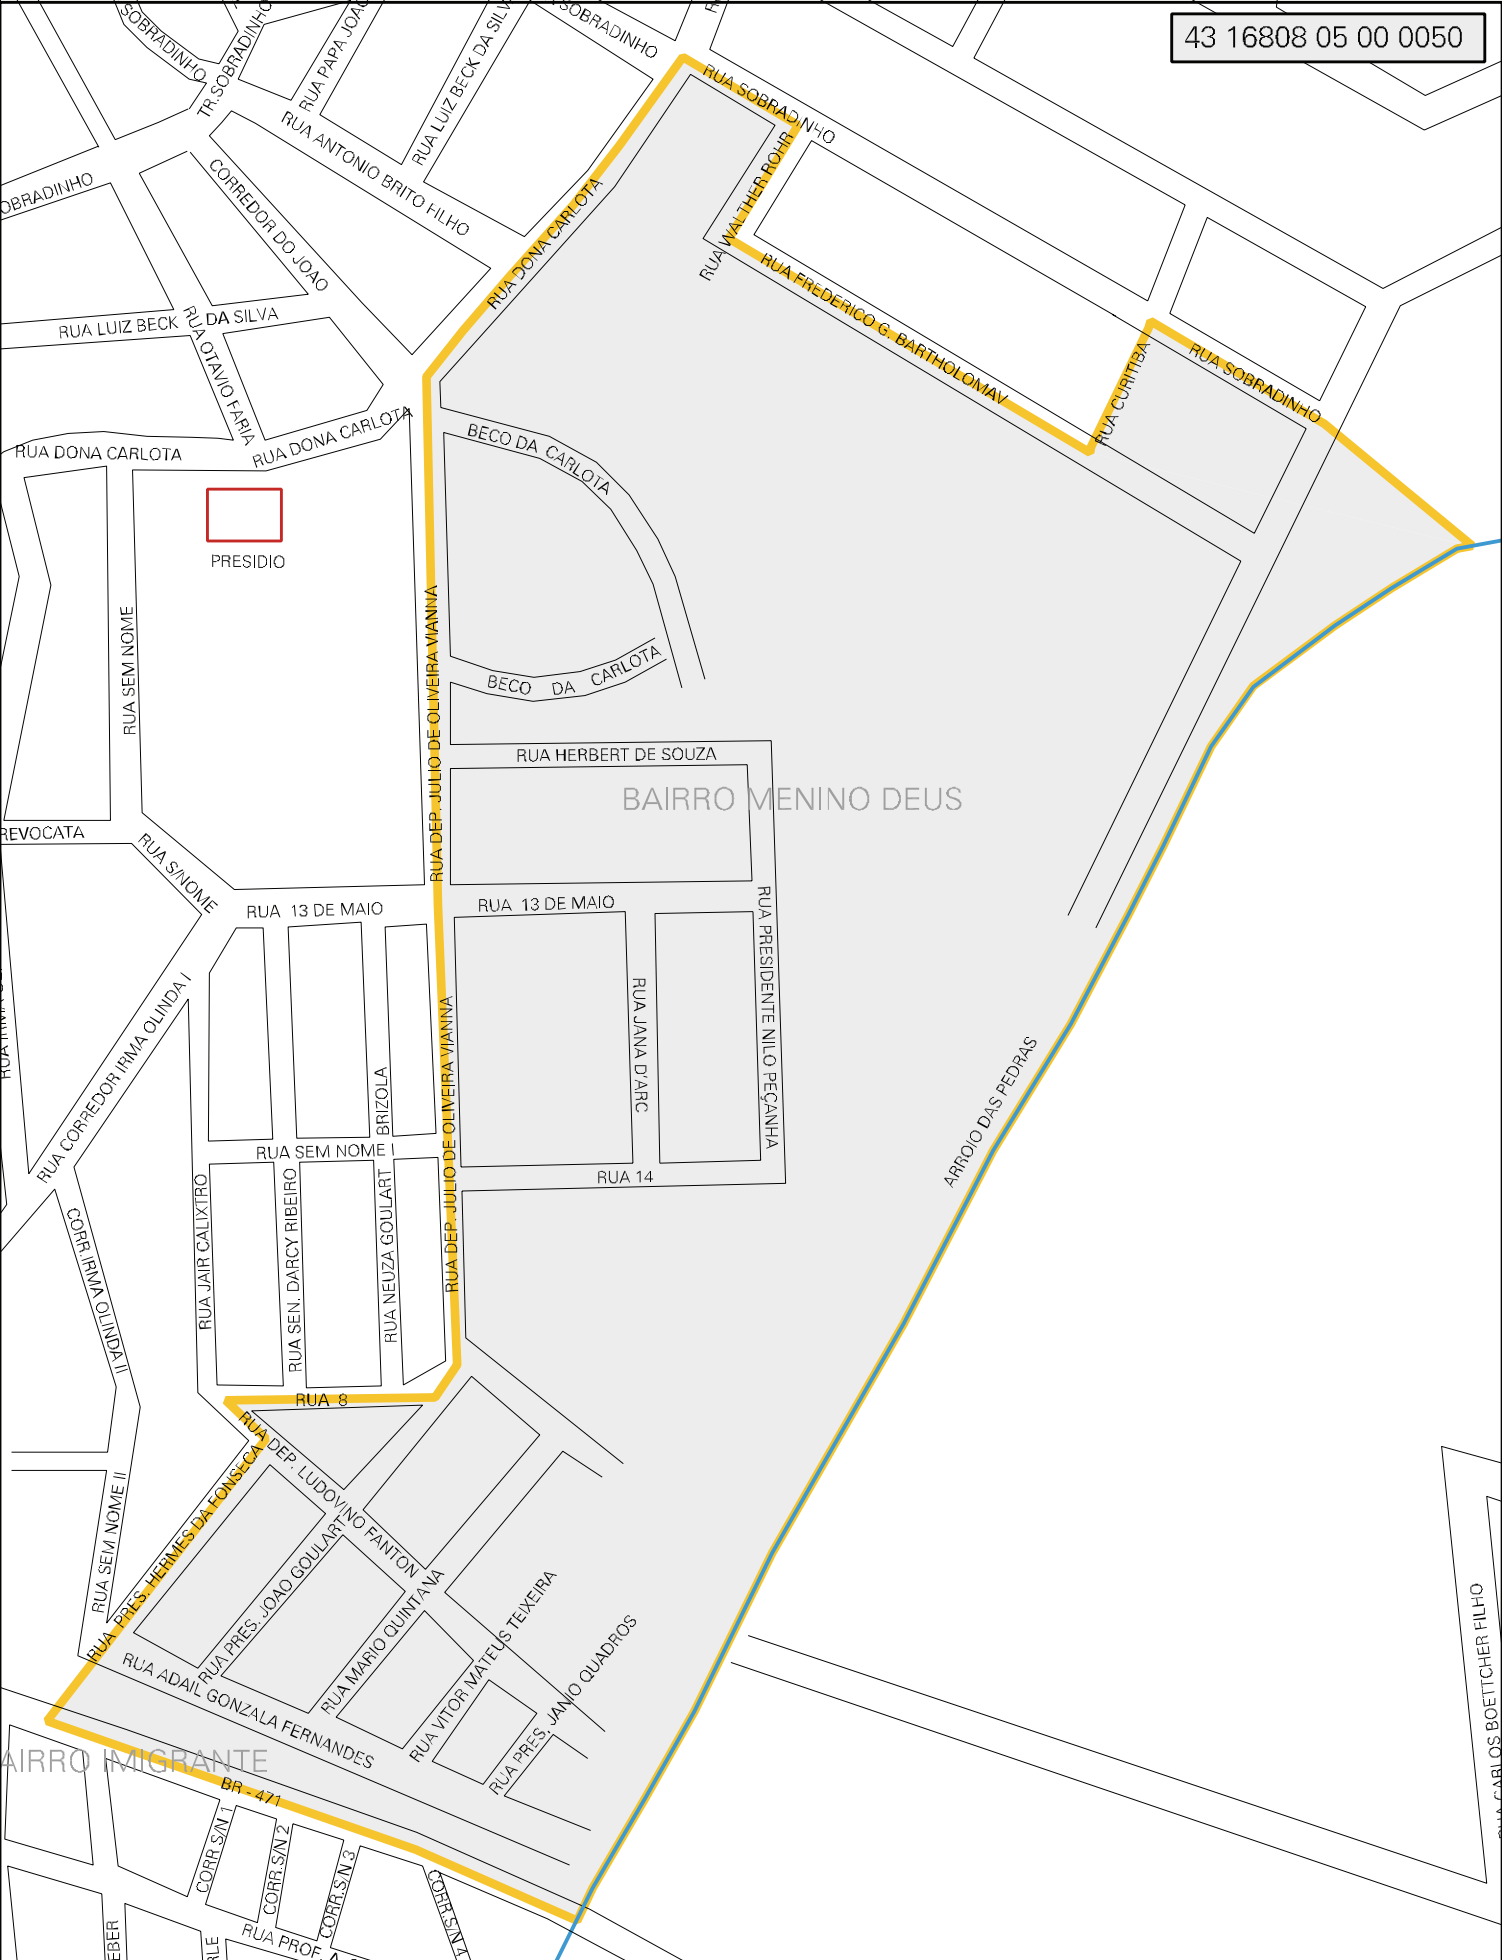 43 16808 05 00 0050
SOBRADINHO
TR.SOBRADINHO
RUA PAPA JOAO
RUA LUIZ BECK DA SILVA
SOBRADINHO
RUA SOBRADINHO
RUA ANTONIO BRITO FILHO
CORREDOR DO JOAO
OBRADINHO
RUA WALTHER ROHR
RUA DONA CARLOTA
RUA FREDERICO G. BARTHOLOMAV
RUA LUIZ BECK DA SILVA
RUA OTAVIO FARIA
RUA CURITIBA
RUA SOBRADINHO
RUA DONA CARLOTA
RUA DONA CARLOTA
BECO DA CARLOTA
PRESIDIO
RUA SEM NOME
RUA DEP. JULIO DE OLIVEIRA VIANNA
BECO DA CARLOTA
RUA HERBERT DE SOUZA
BAIRRO MENINO DEUS
REVOCATA
RUA S/NOME
RUA 13 DE MAIO
RUA 13 DE MAIO
RUA PRESIDENTE NILO PEÇANHA
RUA JANA D'ARC
RUA CORREDOR IRMA OLINDA I
RUA DEP. JULIO DE OLIVEIRA VIANNA
BRIZOLA
ARROIO DAS PEDRAS
RUA SEM NOME I
RUA 14
RUA JAIR CALIXTRO
RUA SEN. DARCY RIBEIRO
RUA NEUZA GOULART
CORR.IRMA OLINDA II
RUA 8
RUA DEP. LUDOVINO FANTON
RUA SEM NOME II
RUA PRES. HERMES DA FONSECA
RUA PRES. JOAO GOULART
RUA MARIO QUINTANA
RUA VITOR MATEUS TEIXEIRA
RUA PRES. JANIO QUADROS
RUA ADAIL GONZALA FERNANDES
RUA CARLOS BOETTCHER FILHO
AIRRO IMIGRANTE
BR - 471
CORR S/N 1
CORR.S/N 2
CORR.S/N 3
CORR.S/N 4
RUA PROF. A
EBER
RLE